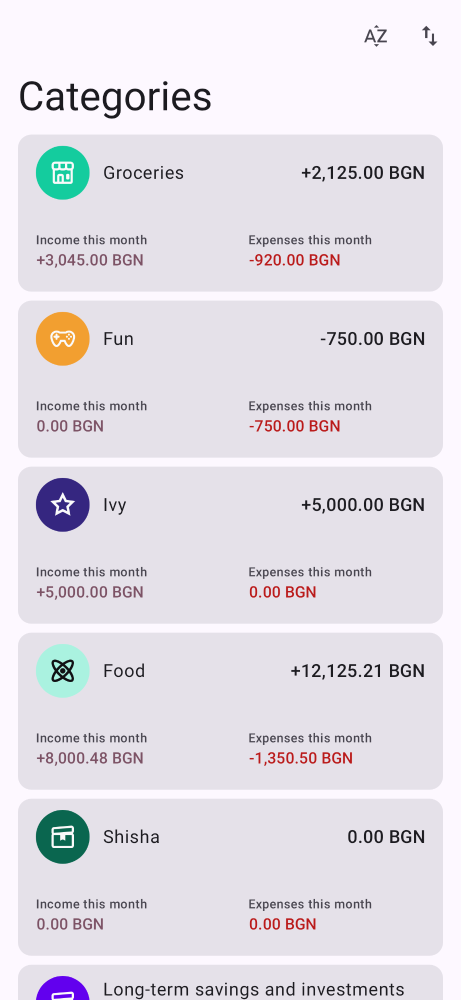 AZ
Categories
Groceries +2,125.00 BGN
Income this month Expenses this month
+3,045.00 BGN -920.00 BGN
Fun -750.00 BGN
Income this month Expenses this month
0.00 BGN -750.00 BGN
Ivy +5,000.00 BGN
Income this month Expenses this month
+5,000.00 BGN 0.00 BGN
Food +12,125.21 BGN
Income this month Expenses this month
+8,000.48 BGN -1,350.50 BGN
Shisha 0.00 BGN
Income this month Expenses this month
0.00 BGN 0.00 BGN
Long-term savings and investments